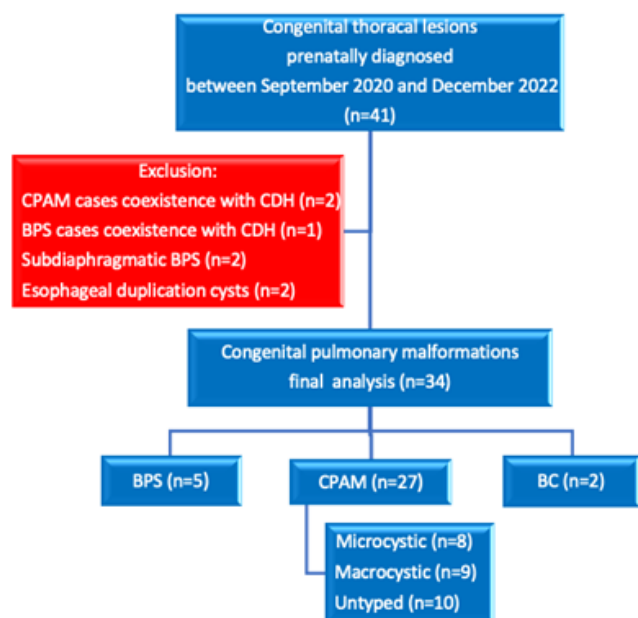 Congenital thoracal lesions
prenatally diagnosed
between September 2020 and December 2022
(n=41)
Exclusion:
CPAM cases coexistence with CDH (n=2)
BPS cases coexistence with CDH (n=1)
Subdiaphragmatic BPS (n=2)
Esophageal duplication cysts (n=2)
Congenital pulmonary malformations
final analysis (n=34)
BPS (n=5)
CPAM (n=27)
BC (n=2)
Microcystic (n=8)
Macrocystic (n=9)
Untyped (n=10)